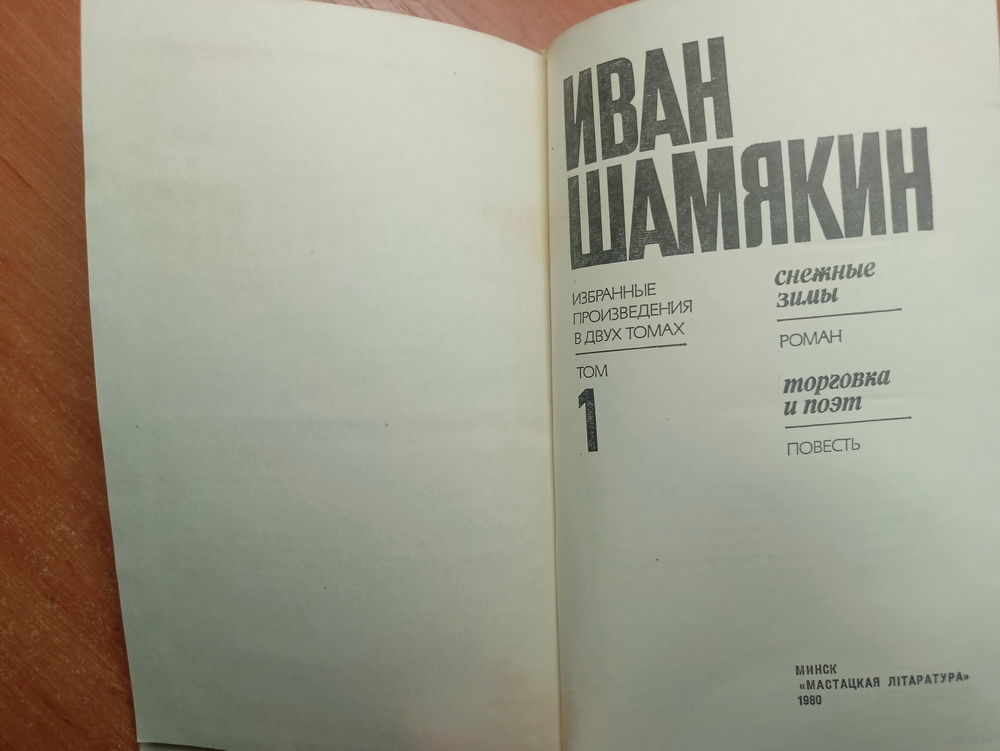 ИВАН
ШАМЯКИН
ИЗБРАННЫЕ
ПРОИЗВЕДЕНИЯ
В ДВУХ ТОМАХ
ТОМ
1
снежные
зимы
РОМАН
торговка
и поэт
ПОВЕСТЬ
МИНСК
«МАСТАЦКАЯ ЛІТАРАТУРА»
1980